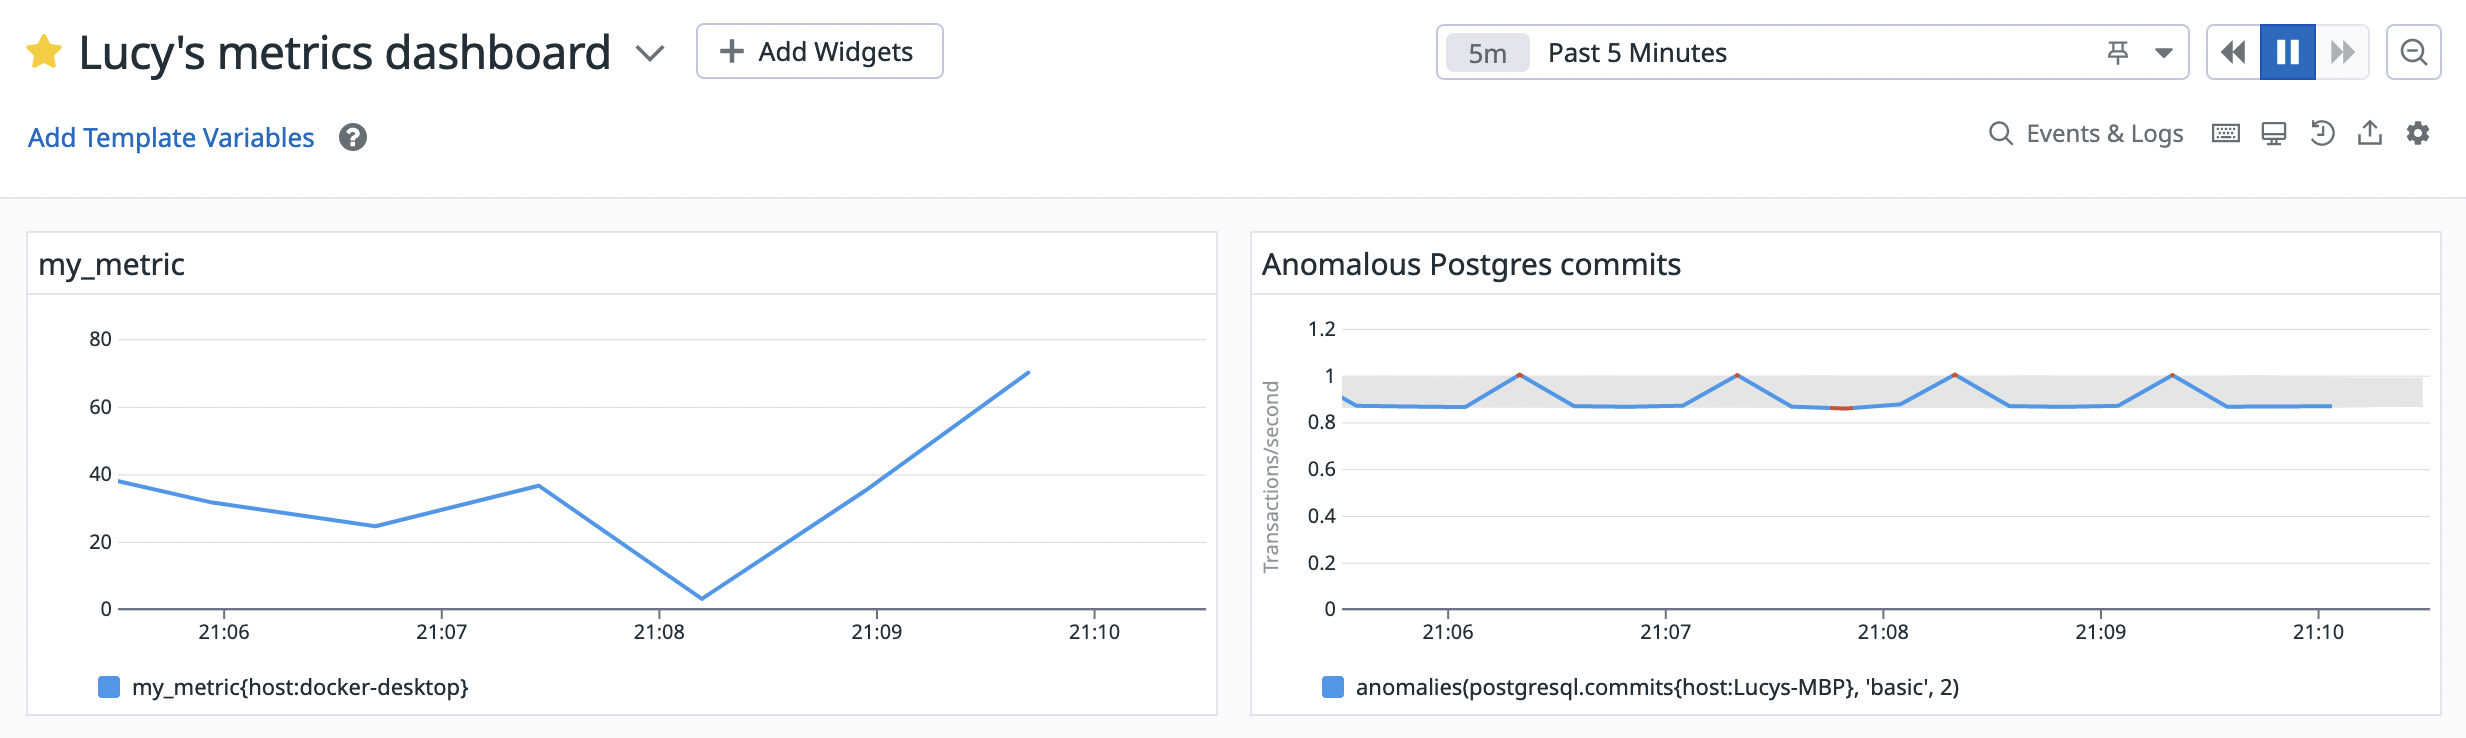 Lucy's metrics dashboard
Add Widgets
5m Past 5 Minutes
Add Template Variables
?
Events & Logs
my_metric
80
60
40
20
0
21:06 21:07 21:08 21:09 21:10
my_metric{host:docker-desktop}
Anomalous Postgres commits
Transactions/second
1.2
1
0.8
0.6
0.4
0.2
0
21:06 21:07 21:08 21:09 21:10
anomalies(postgresql.commits{host:Lucys-MBP}, 'basic', 2)